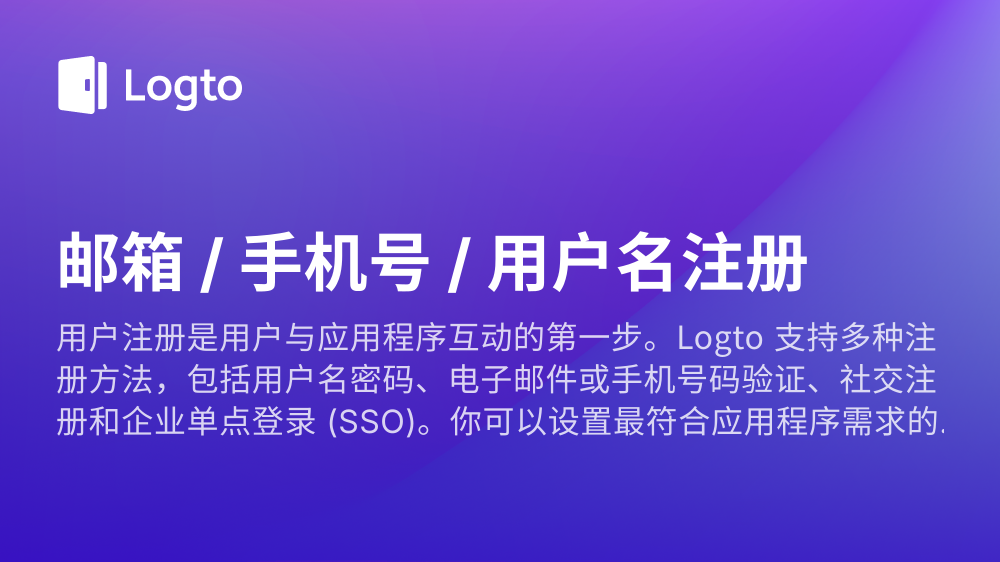 Logto
邮箱 / 手机号 / 用户名注册
用户注册是用户与应用程序互动的第一步。Logto 支持多种注
册方法，包括用户名密码、电子邮件或手机号码验证、社交注
册和企业单点登录 (SSO)。你可以设置最符合应用程序需求的.